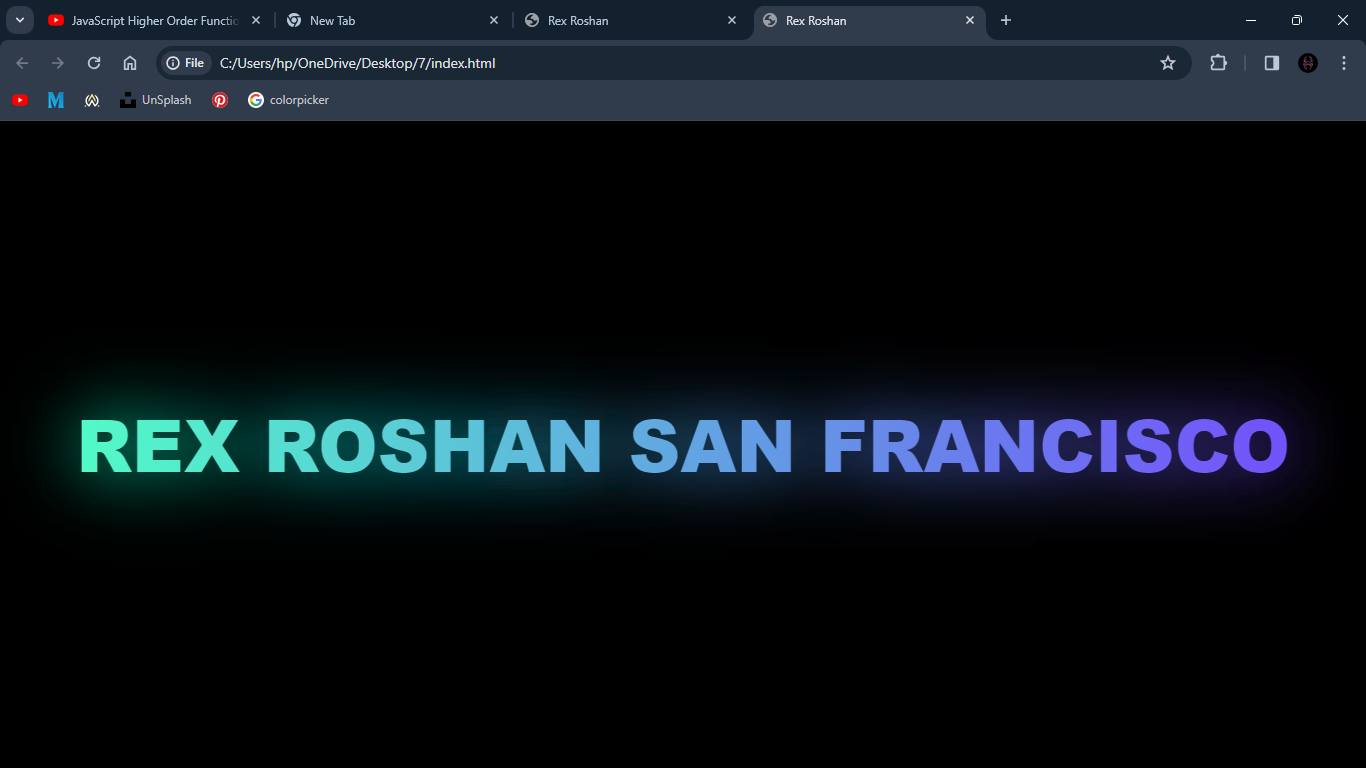 JavaScript Higher Order Functio
New Tab
Rex Roshan
Rex Roshan
File
C:/Users/hp/OneDrive/Desktop/7/index.html
UnSplash
colorpicker
REX ROSHAN SAN FRANCISCO